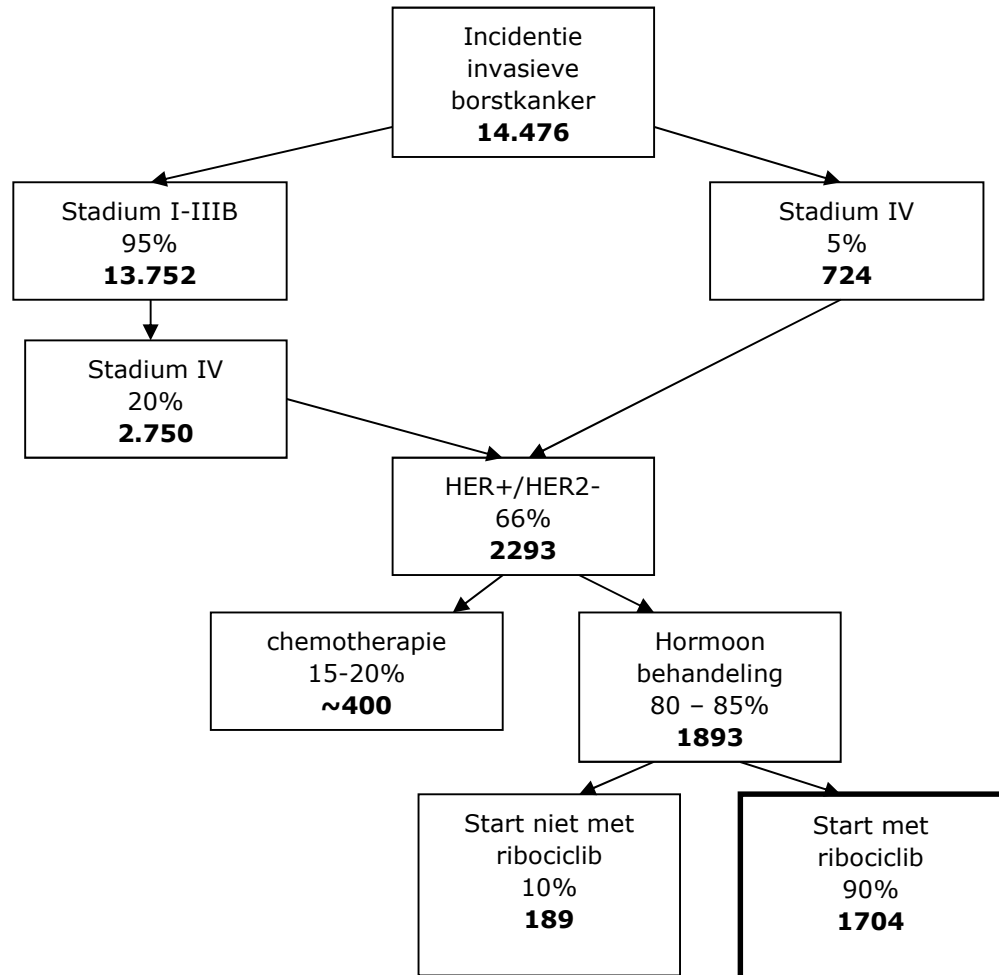 Incidentie
invasieve
borstkanker
14.476
Stadium I-IIIB
95%
13.752
Stadium IV
5%
724
Stadium IV
20%
2.750
HER+/HER2-
66%
2293
chemotherapie
15-20%
~400
Hormoon
behandeling
80 – 85%
1893
Start niet met
ribociclib
10%
189
Start met
ribociclib
90%
1704